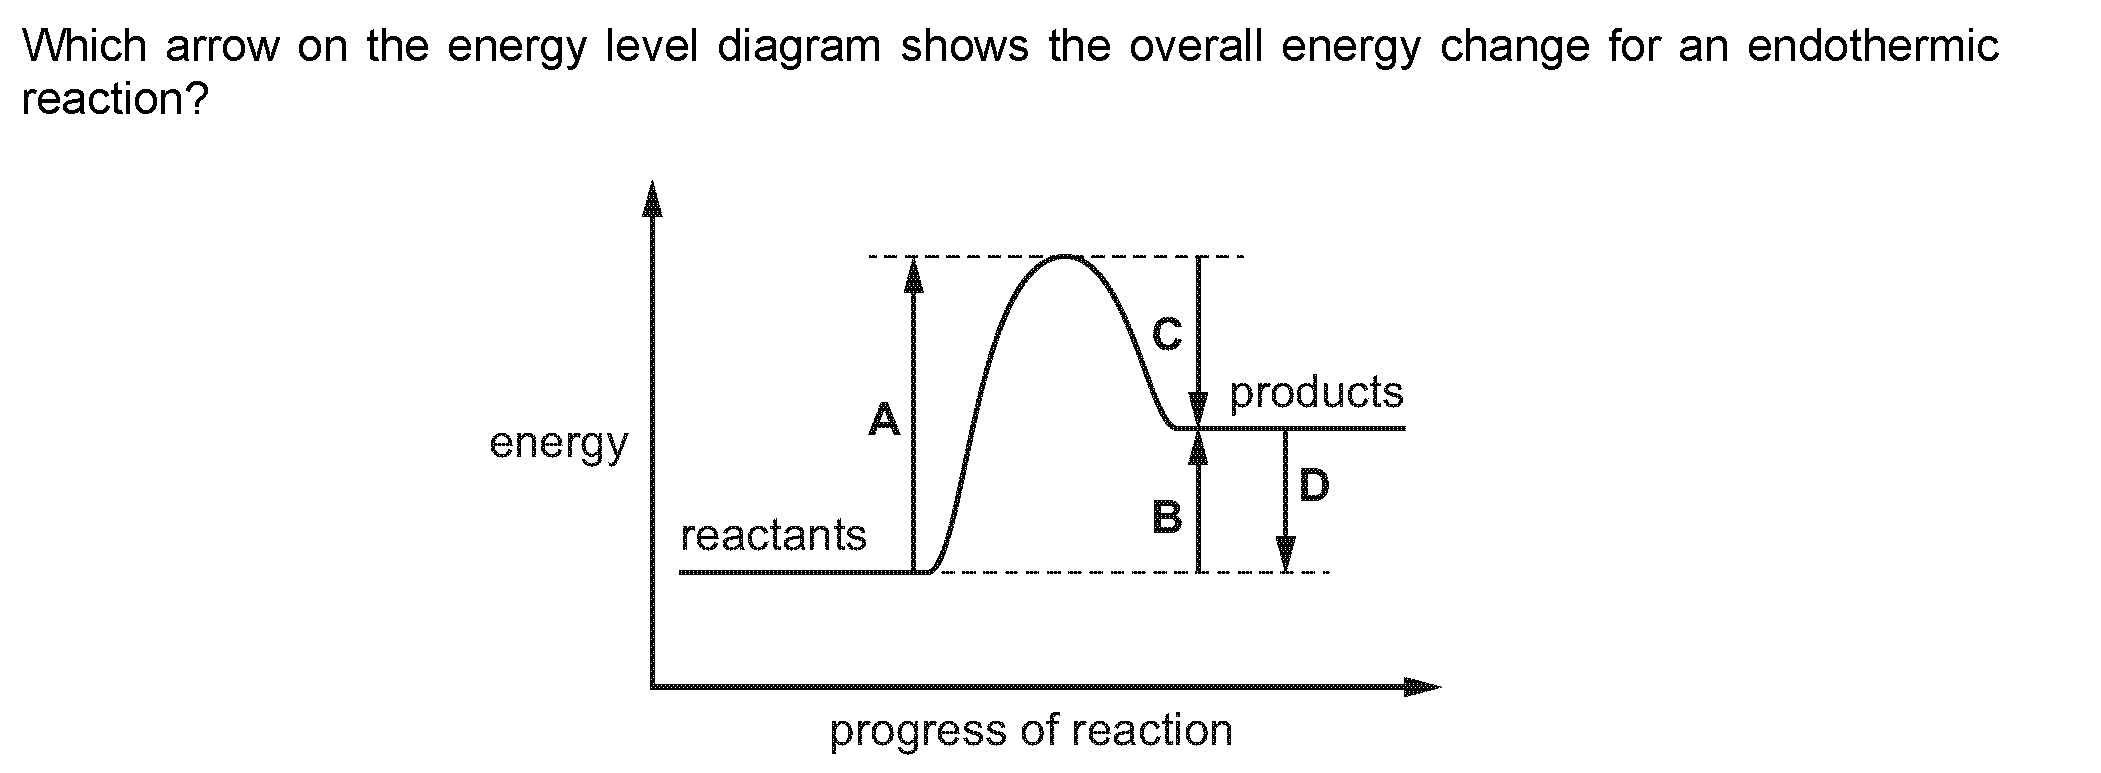 Which arrow on the energy level diagram shows the overall energy change for an endothermic
reaction?
C
products
A
energy
D
B
reactants
progress of reaction